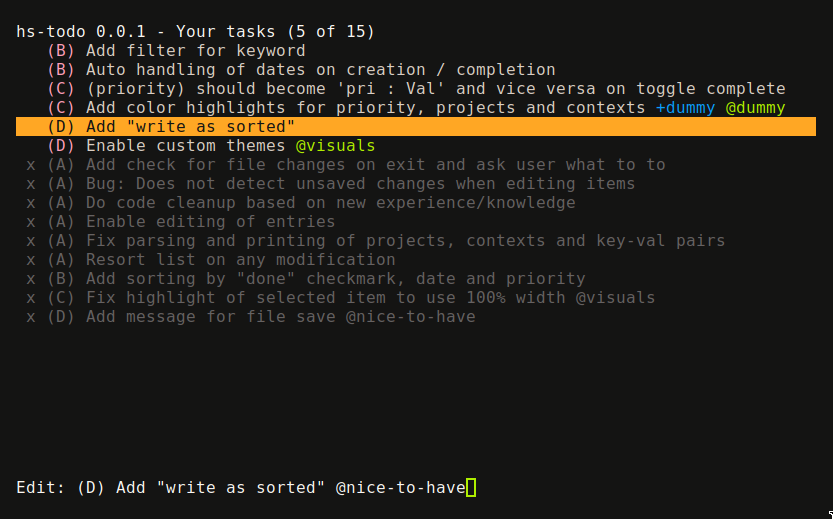 hs-todo 0.0.1 - Your tasks (5 of 15)
(B) Add filter for keyword
(B) Auto handling of dates on creation / completion
(C) (priority) should become 'pri : Val' and vice versa on toggle complete
(C) Add color highlights for priority, projects and contexts +dummy @dummy
(D) Add "write as sorted"
(D) Enable custom themes @visuals
x (A) Add check for file changes on exit and ask user what to to
x (A) Bug: Does not detect unsaved changes when editing items
x (A) Do code cleanup based on new experience/knowledge
x (A) Enable editing of entries
x (A) Fix parsing and printing of projects, contexts and key-val pairs
x (A) Resort list on any modification
x (B) Add sorting by "done" checkmark, date and priority
x (C) Fix highlight of selected item to use 100% width @visuals
x (D) Add message for file save @nice-to-have
Edit: (D) Add "write as sorted" @nice-to-have